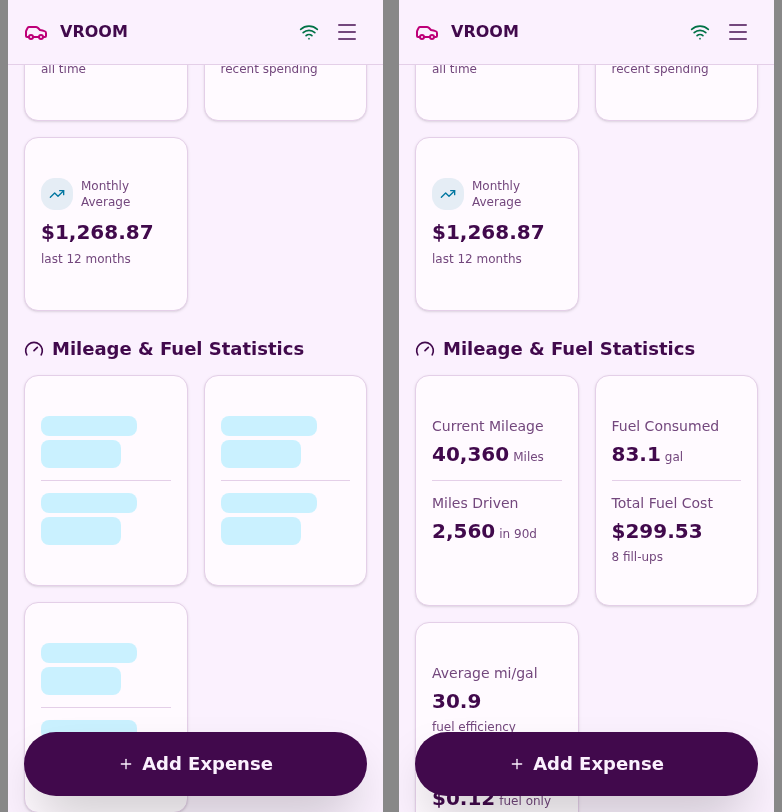 VROOM
all time
recent spending
Monthly
Average
$1,268.87
last 12 months
Mileage & Fuel Statistics
+ Add Expense
VROOM
all time
recent spending
Monthly
Average
$1,268.87
last 12 months
Mileage & Fuel Statistics
Current Mileage
40,360 Miles
Miles Driven
2,560 in 90d
Fuel Consumed
83.1 gal
Total Fuel Cost
$299.53
8 fill-ups
Average mi/gal
30.9
fuel efficiency
+ Add Expense
$0.12 fuel only